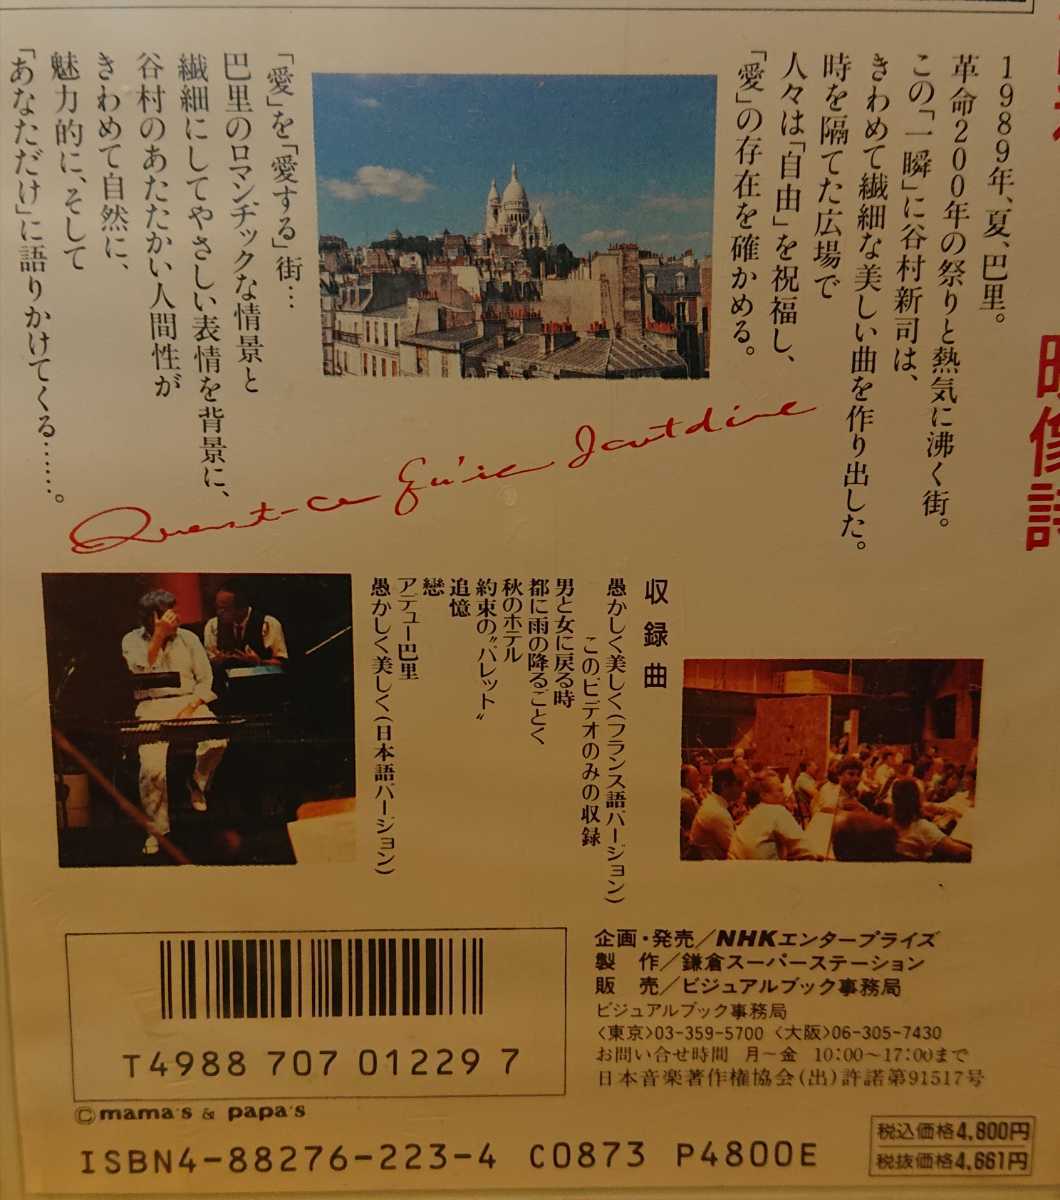 映像詩
1989年、夏、巴里。
革命200年の祭りと熱気に沸く街。
この「一瞬」に谷村新司は、
きわめて繊細な美しい曲を作り出した。
時を隔てた広場で
人々は「自由」を祝福し、
「愛」の存在を確かめる。
「愛」を「愛する」街…
巴里のロマンヂックな情景と
繊細にしてやさしい表情を背景に、
谷村のあたたかい人間性が
きわめて自然に、
魅力的に、そして
「あなただけ」に語りかけてくる……。
収録曲
愚かしく美しく(フランス語バージョン)
このビデオのみの収録
男と女に戻る時
都に雨の降るごとく
秋のホテル
約束の〝パレット〟
追憶
戀
アデュー巴里
愚かしく美しく(日本語バージョン)
企画・発売/NHKエンタープライズ
製　作/鎌倉スーパーステーション
販　売/ビジュアルブック事務局
ビジュアルブック事務局
〈東京〉03-359-5700 〈大阪〉06-305-7430
お問い合せ時間 月～金 10:00～17:00まで
日本音楽著作権協会(出)許諾第91517号
T4988 707 01229 7
©mama's & papa's
ISBN4-88276-223-4 C0873 P4800E
税込価格4,800円
税抜価格4,661円